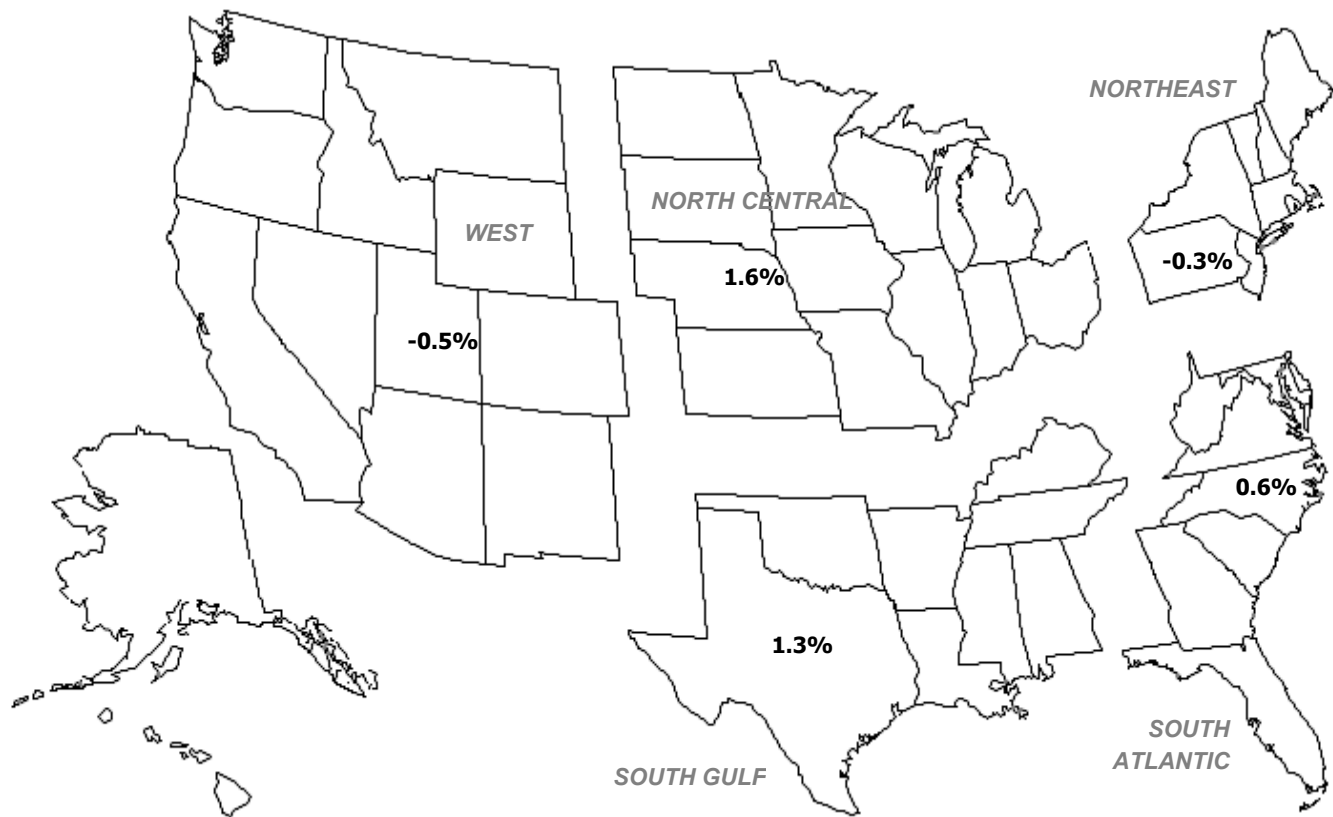 NORTHEAST
NORTH CENTRAL
WEST
-0.3%
1.6%
-0.5%
0.6%
1.3%
SOUTH
ATLANTIC
SOUTH GULF